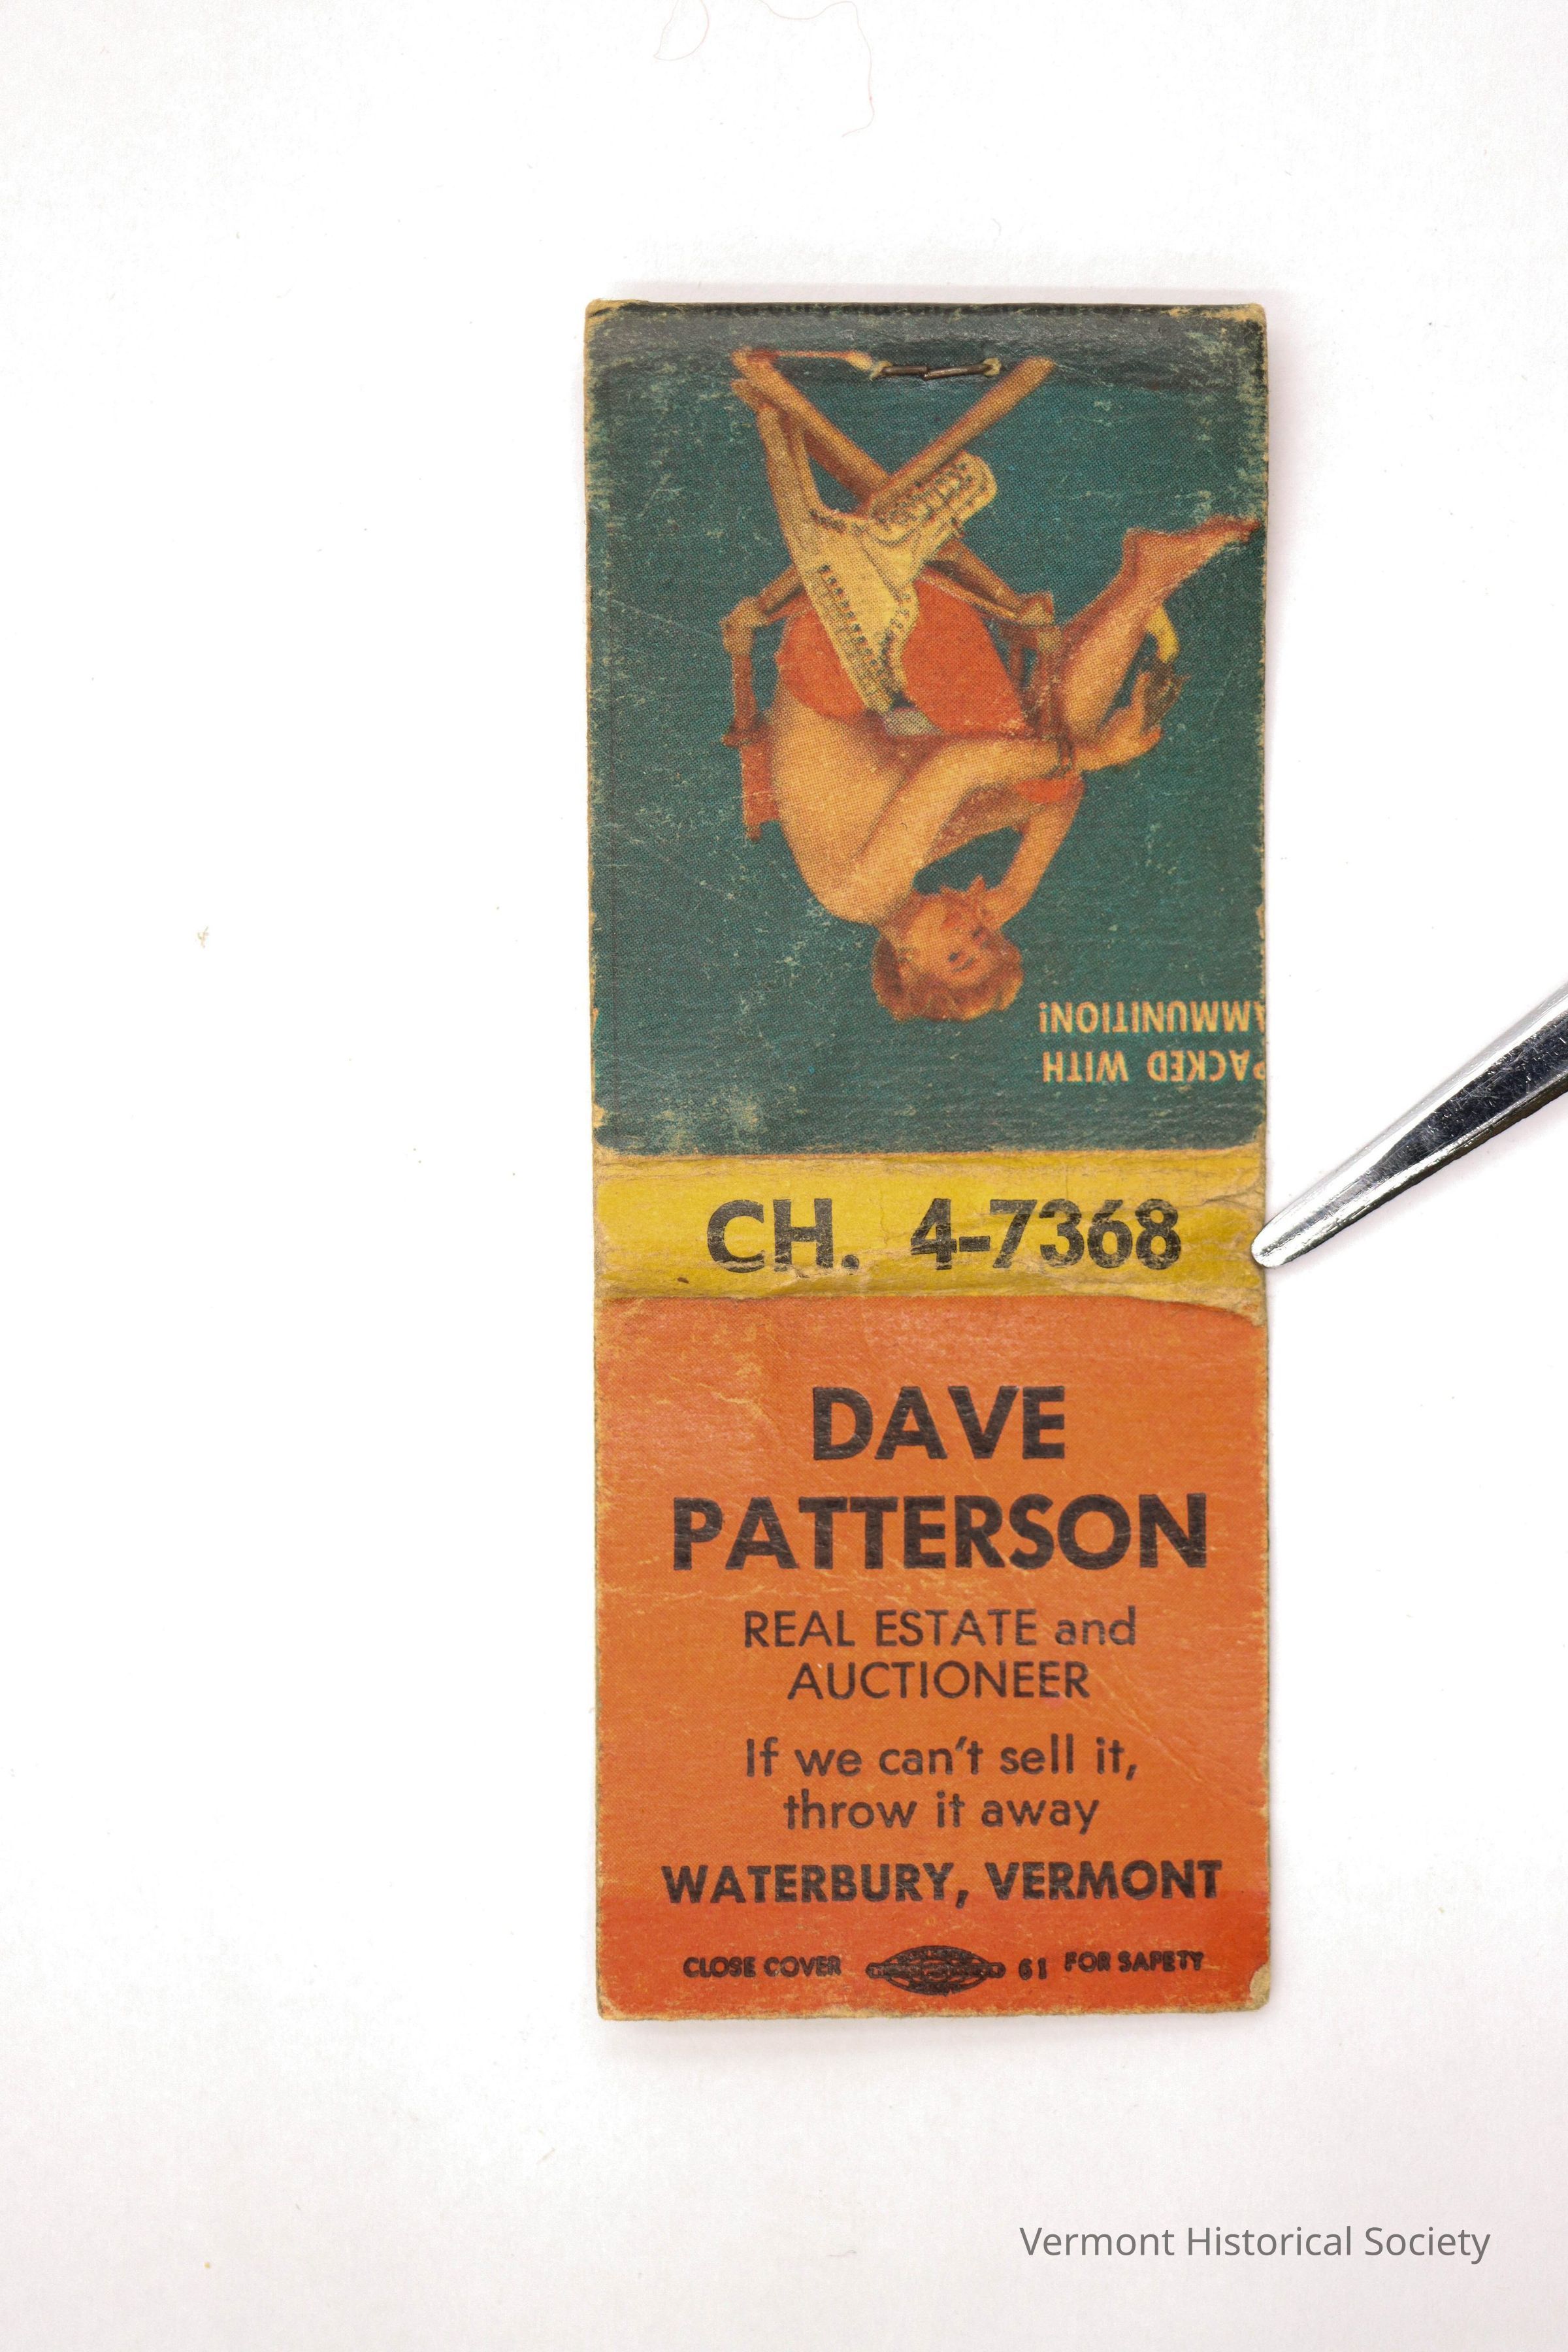 PACKED WITH
AMMUNITION!
CH. 4-7368
DAVE
PATTERSON
REAL ESTATE and
AUCTIONEER
If we can't sell it,
throw it away
WATERBURY, VERMONT
CLOSE COVER 61 FOR SAFETY
Vermont Historical Society